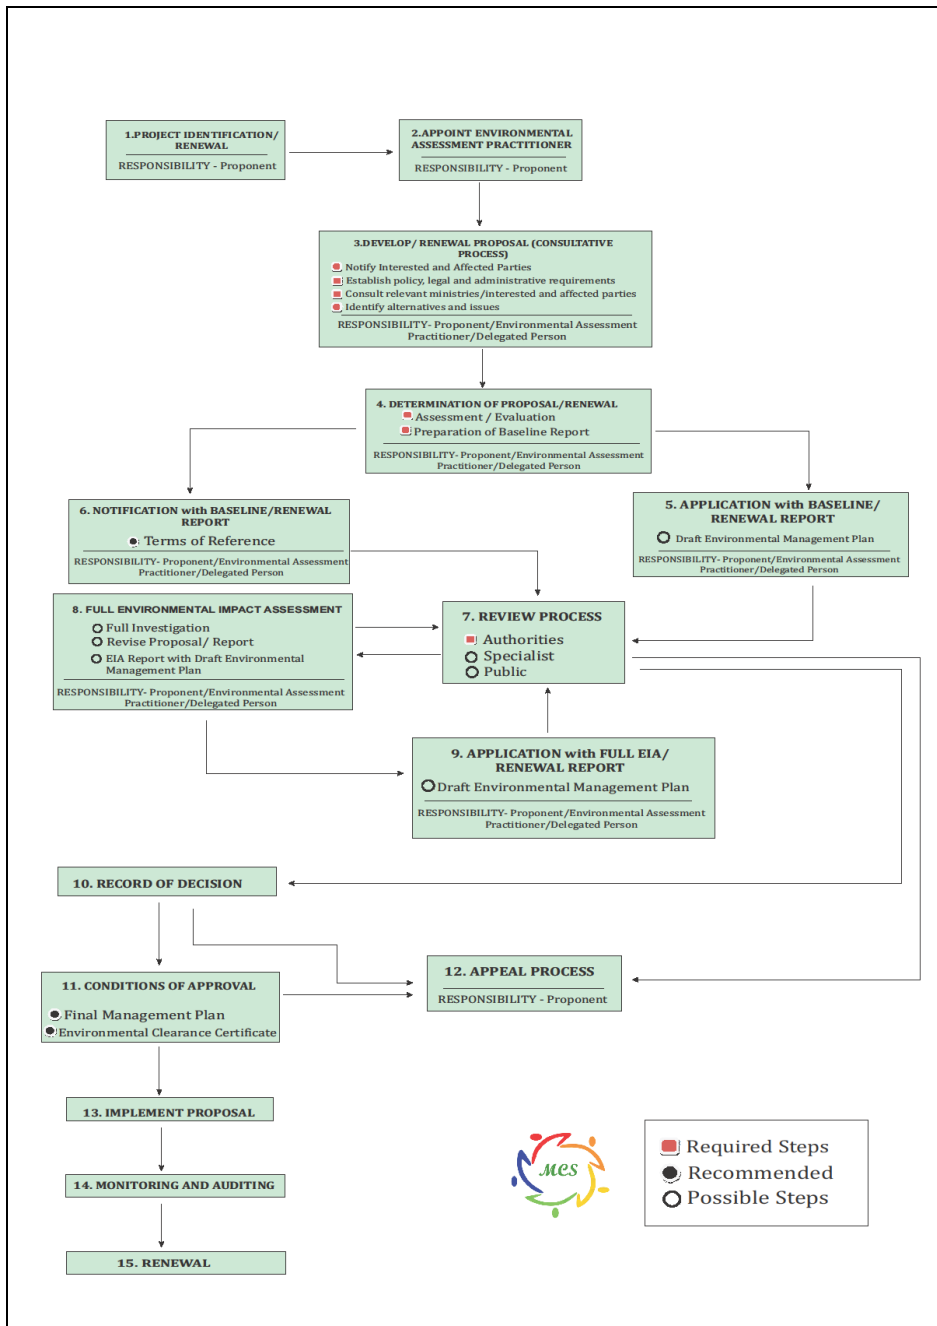 1.PROJECT IDENTIFICATION/
RENEWAL
RESPONSIBILITY - Proponent
2.APPOINT ENVIRONMENTAL
ASSESSMENT PRACTITIONER
RESPONSIBILITY - Proponent
3.DEVELOP/ RENEWAL PROPOSAL (CONSULTATIVE
PROCESS)
Notify Interested and Affected Parties
Establish policy, legal and administrative requirements
Consult relevant ministries/interested and affected parties
Identify alternatives and issues
RESPONSIBILITY- Proponent/Environmental Assessment
Practitioner/Delegated Person
4. DETERMINATION OF PROPOSAL/RENEWAL
Assessment / Evaluation
Preparation of Baseline Report
RESPONSIBILITY- Proponent/Environmental Assessment
Practitioner/Delegated Person
6. NOTIFICATION with BASELINE/RENEWAL
REPORT
Terms of Reference
RESPONSIBILITY- Proponent/Environmental Assessment
Practitioner/Delegated Person
5. APPLICATION with BASELINE/
RENEWAL REPORT
Draft Environmental Management Plan
RESPONSIBILITY- Proponent/Environmental Assessment
Practitioner/Delegated Person
8. FULL ENVIRONMENTAL IMPACT ASSESSMENT
Full Investigation
Revise Proposal/ Report
EIA Report with Draft Environmental
Management Plan
RESPONSIBILITY- Proponent/Environmental Assessment
Practitioner/Delegated Person
7. REVIEW PROCESS
Authorities
Specialist
Public
9. APPLICATION with FULL EIA/
RENEWAL REPORT
Draft Environmental Management Plan
RESPONSIBILITY- Proponent/Environmental Assessment
Practitioner/Delegated Person
10. RECORD OF DECISION
11. CONDITIONS OF APPROVAL
Final Management Plan
Environmental Clearance Certificate
12. APPEAL PROCESS
RESPONSIBILITY - Proponent
13. IMPLEMENT PROPOSAL
14. MONITORING AND AUDITING
15. RENEWAL
MCS
Required Steps
Recommended
Possible Steps